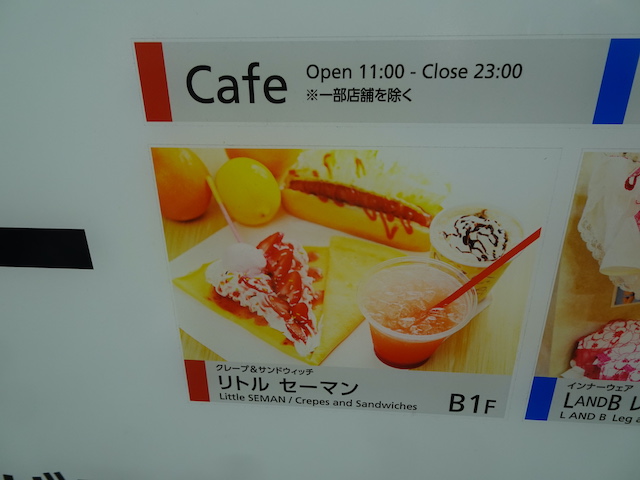 Cafe
Open 11:00 - Close 23:00
※一部店舗を除く
クレープ&サンドウィッチ
リトル セーマン
Little SEMAN / Crepes and Sandwiches
B1F
インナーウェア
LANDB
L AND B Leg